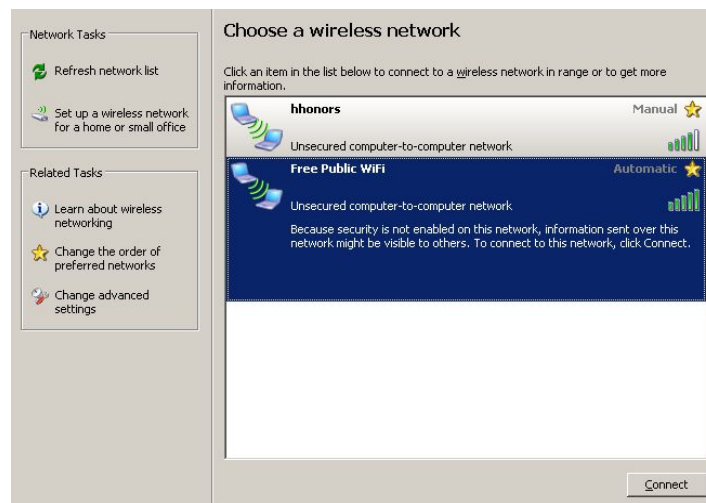 Network Tasks
Refresh network list
Set up a wireless network
for a home or small office
Related Tasks
Learn about wireless
networking
Change the order of
preferred networks
Change advanced
settings
Choose a wireless network
Click an item in the list below to connect to a wireless network in range or to get more
information.
hhonors Manual
Unsecured computer-to-computer network
Free Public WiFi Automatic
Unsecured computer-to-computer network
Because security is not enabled on this network, information sent over this
network might be visible to others. To connect to this network, click Connect.
Connect